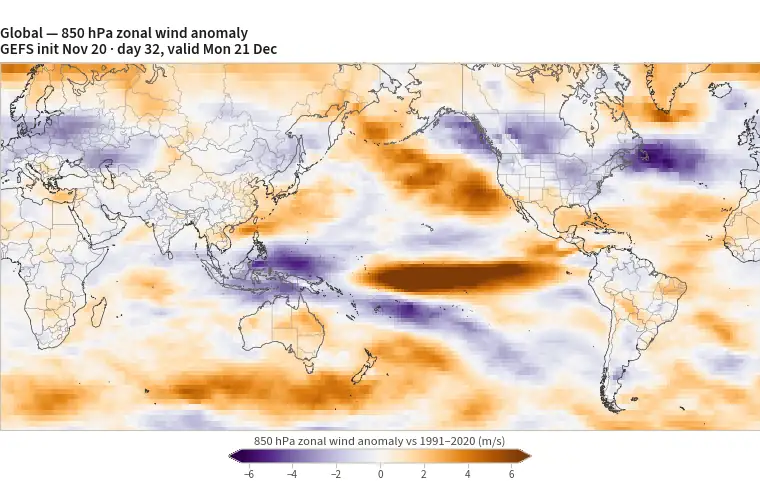 Global — 850 hPa zonal wind anomaly
GEFS init Nov 20 · day 32, valid Mon 21 Dec
850 hPa zonal wind anomaly vs 1991–2020 (m/s)
−6 −4 −2 0 2 4 6